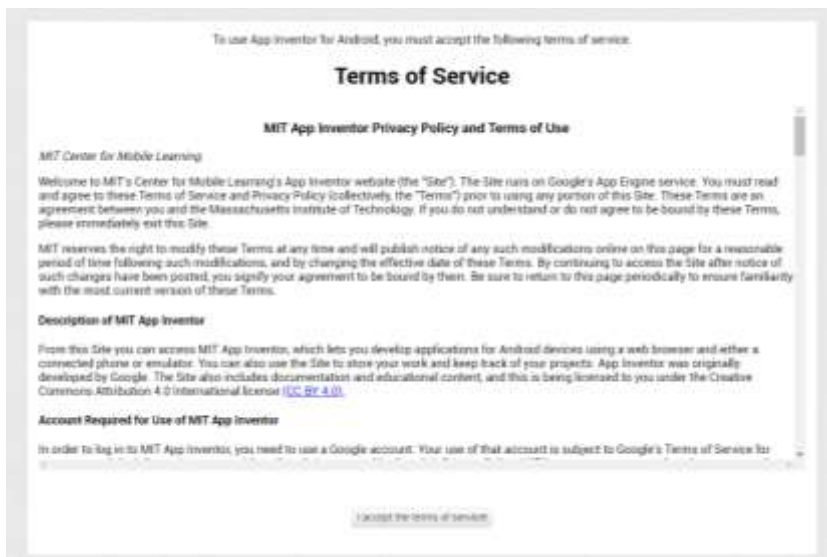 To use App Inventor for Android, you must accept the following terms of service.
Terms of Service
MIT App Inventor Privacy Policy and Terms of Use
MIT Center for Mobile Learning
Welcome to MIT's Center for Mobile Learning's App Inventor website (the "Site"). The Site runs on Google's App Engine service. You must read
and agree to these Terms of Service and Privacy Policy (collectively, the "Terms") prior to using any portion of this Site. These Terms are an
agreement between you and the Massachusetts Institute of Technology. If you do not understand or do not agree to be bound by these Terms,
please immediately exit this Site.
MIT reserves the right to modify these Terms at any time and will publish notice of any such modifications online on this page for a reasonable
period of time following such modifications, and by changing the effective date of these Terms. By continuing to access the Site after notice of
such changes have been posted, you signify your agreement to be bound by them. Be sure to return to this page periodically to ensure familiarity
with the most current version of these Terms.
Description of MIT App Inventor
From this Site you can access MIT App Inventor, which lets you develop applications for Android devices using a web browser and either a
connected phone or emulator. You can also use the Site to store your work and keep track of your projects. App Inventor was originally
developed by Google. The Site also includes documentation and educational content, and this is being licensed to you under the Creative
Commons Attribution 4.0 International license (CC BY 4.0).
Account Required for Use of MIT App Inventor
In order to log in to MIT App Inventor, you need to use a Google account. Your use of that account is subject to Google's Terms of Service for
I accept the terms of service!